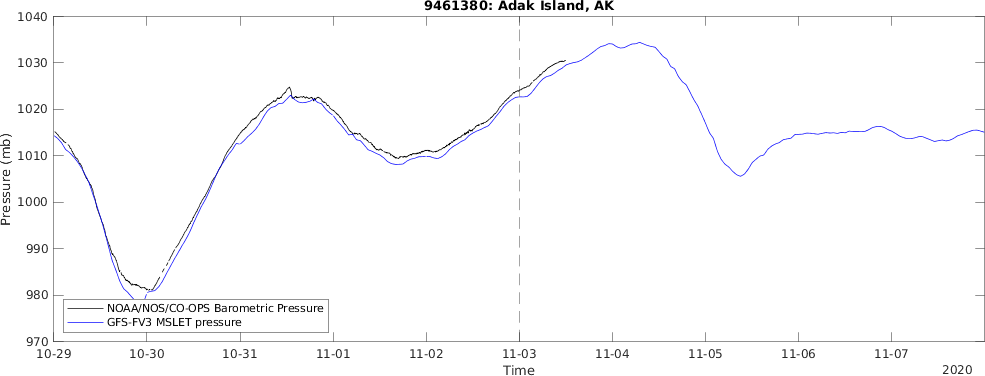 9461380: Adak Island, AK
1040
1030
1020
1010
1000
990
980
970
Pressure (mb)
NOAA/NOS/CO-OPS Barometric Pressure
GFS-FV3 MSLET pressure
10-29 10-30 10-31 11-01 11-02 11-03 11-04 11-05 11-06 11-07
Time
2020